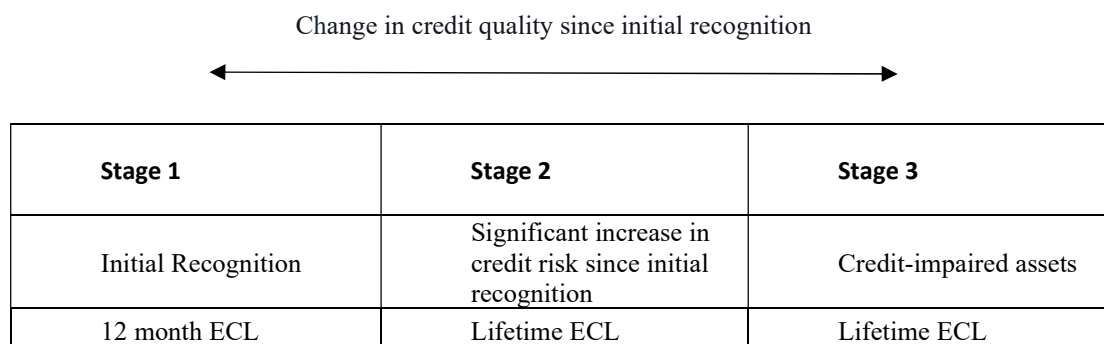 Change in credit quality since initial recognition
Stage 1
Stage 2
Stage 3
Initial Recognition
Significant increase in
credit risk since initial
recognition
Credit-impaired assets
12 month ECL
Lifetime ECL
Lifetime ECL